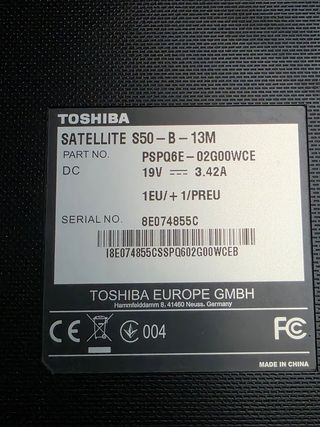 TOSHIBA
SATELLITE S50-B-13M
PART NO. PSPQ6E-02G00WCE
DC 19V 3.42A
1EU/+1/PREU
SERIAL NO. 8E074855C
I8E074855CSSPQ602G00WCEB
TOSHIBA EUROPE GMBH
Hammfelddamm 8, 41460 Neuss, Germany
CE 004 FC
MADE IN CHINA